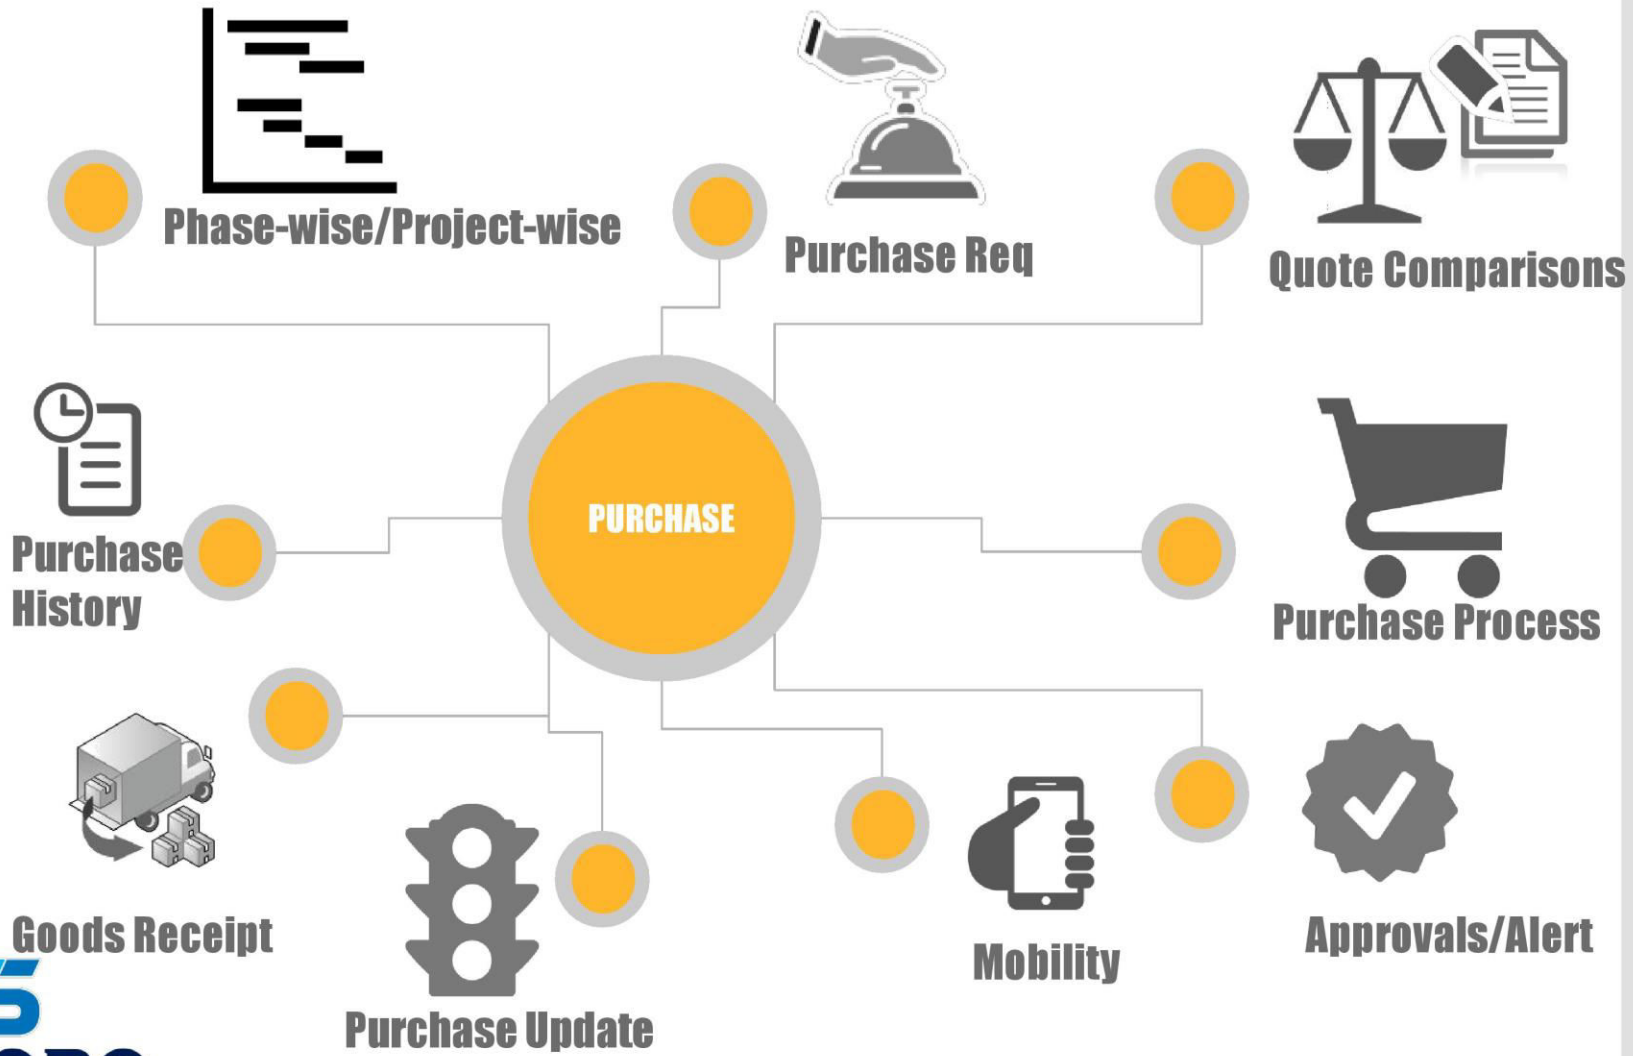 Phase-wise/Project-wise
Purchase Req
Quote Comparisons
PURCHASE
Purchase
History
Purchase Process
Goods Receipt
Purchase Update
Mobility
Approvals/Alert